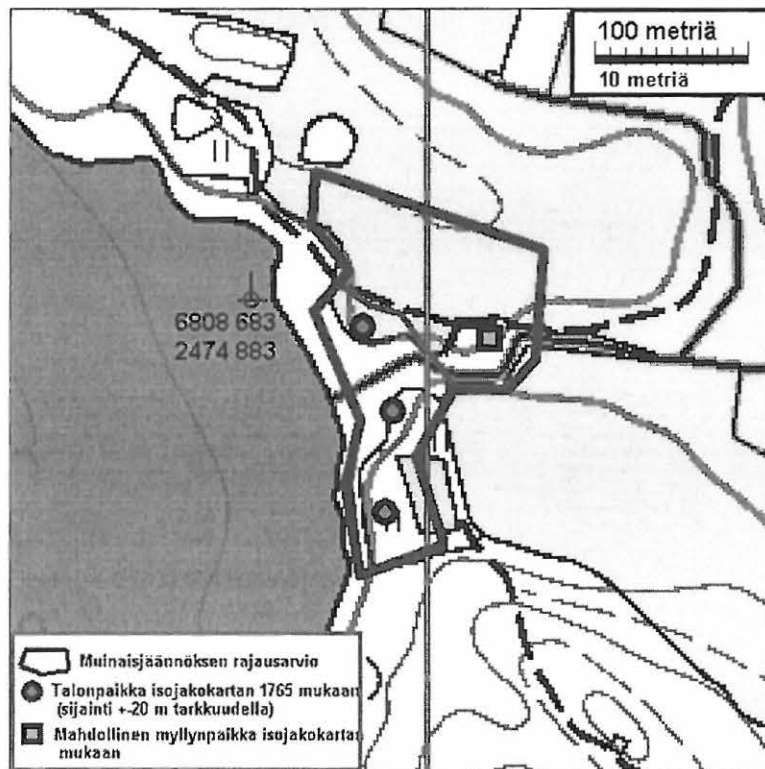 100 metriä
10 metriä
6808 683
2474 883
Muinaisjäännöksen rajausarvio
Talonpaikka isojakokartan 1765 mukaan
(sijainti +-20 m tarkkuudella)
Mahdollinen myllynpaikka isojakokartan
mukaan